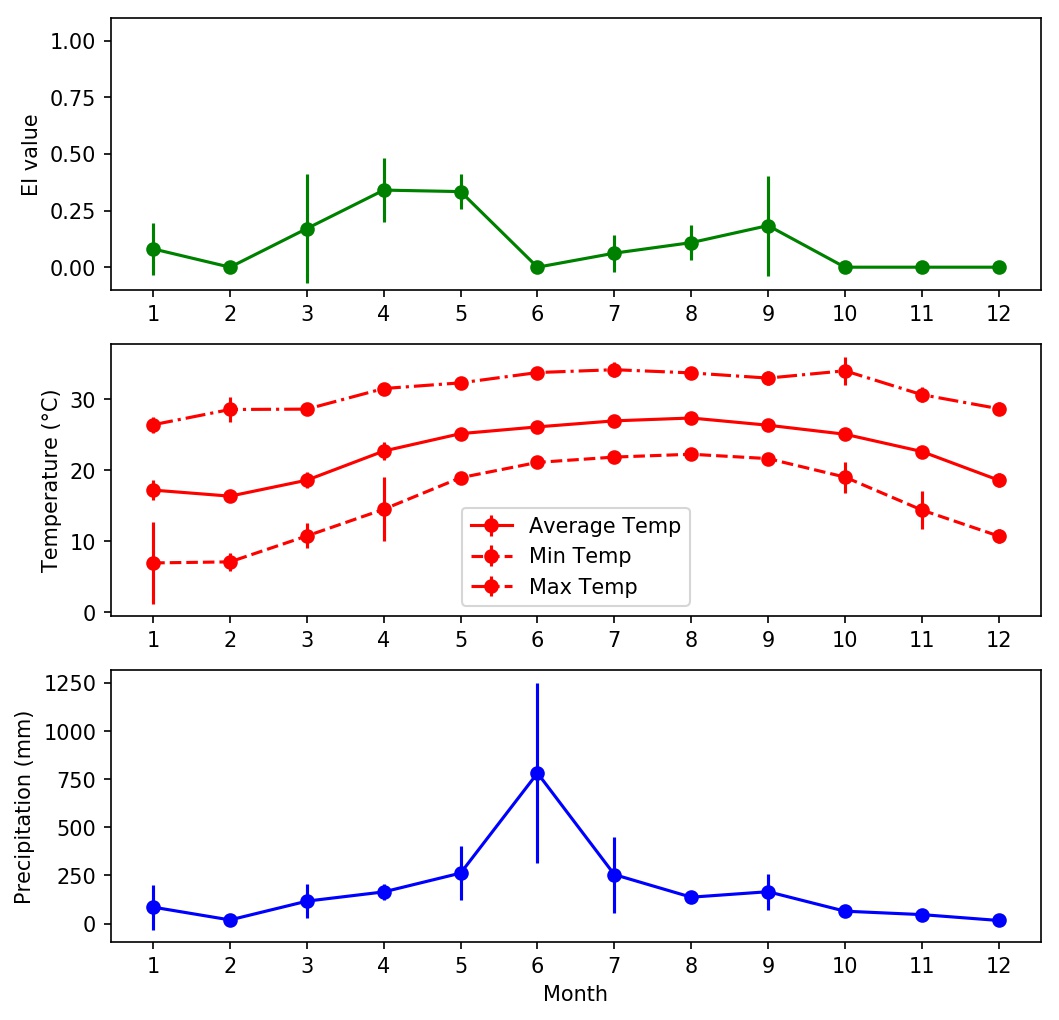 EI value
1.00
0.75
0.50
0.25
0.00
1 2 3 4 5 6 7 8 9 10 11 12
Temperature (°C)
30
20
10
0
Average Temp
Min Temp
Max Temp
1 2 3 4 5 6 7 8 9 10 11 12
Precipitation (mm)
1250
1000
750
500
250
0
1 2 3 4 5 6 7 8 9 10 11 12
Month